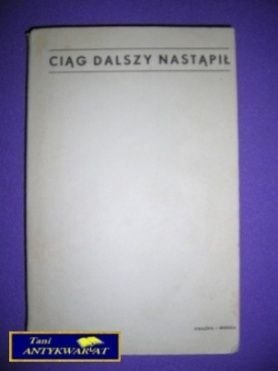 CIĄG DALSZY NASTĄPIŁ
Tani
ANTYKWARIAT